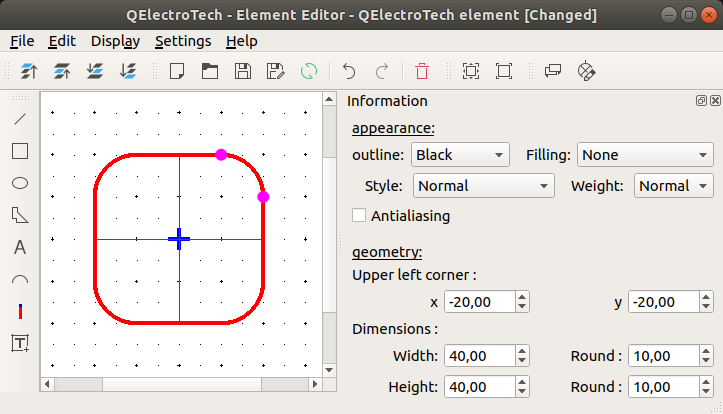 QElectroTech - Element Editor - QElectroTech element [Changed]
File Edit Display Settings Help
Information
appearance:
outline: Black Filling: None
Style: Normal Weight: Normal
Antialiasing
geometry:
Upper left corner :
x -20,00 y -20,00
Dimensions :
Width: 40,00 Round : 10,00
Height: 40,00 Round : 10,00
A
T